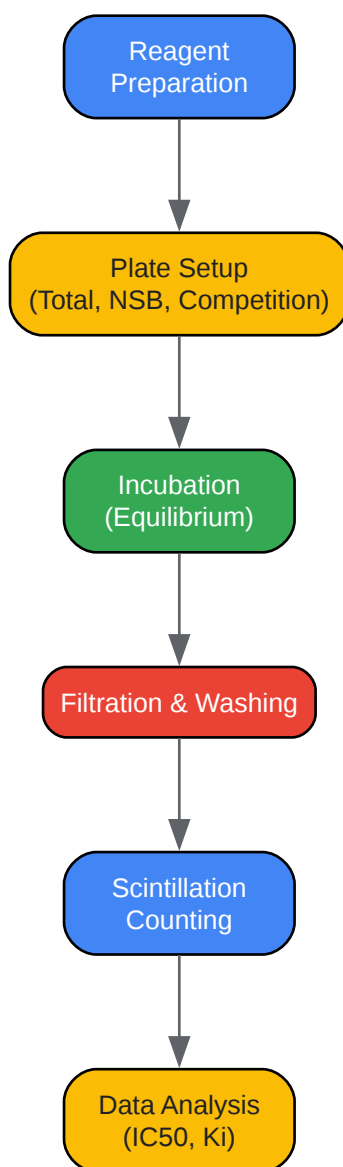 Reagent
Preparation
Plate Setup
(Total, NSB, Competition)
Incubation
(Equilibrium)
Filtration & Washing
Scintillation
Counting
Data Analysis
(IC50, Ki)